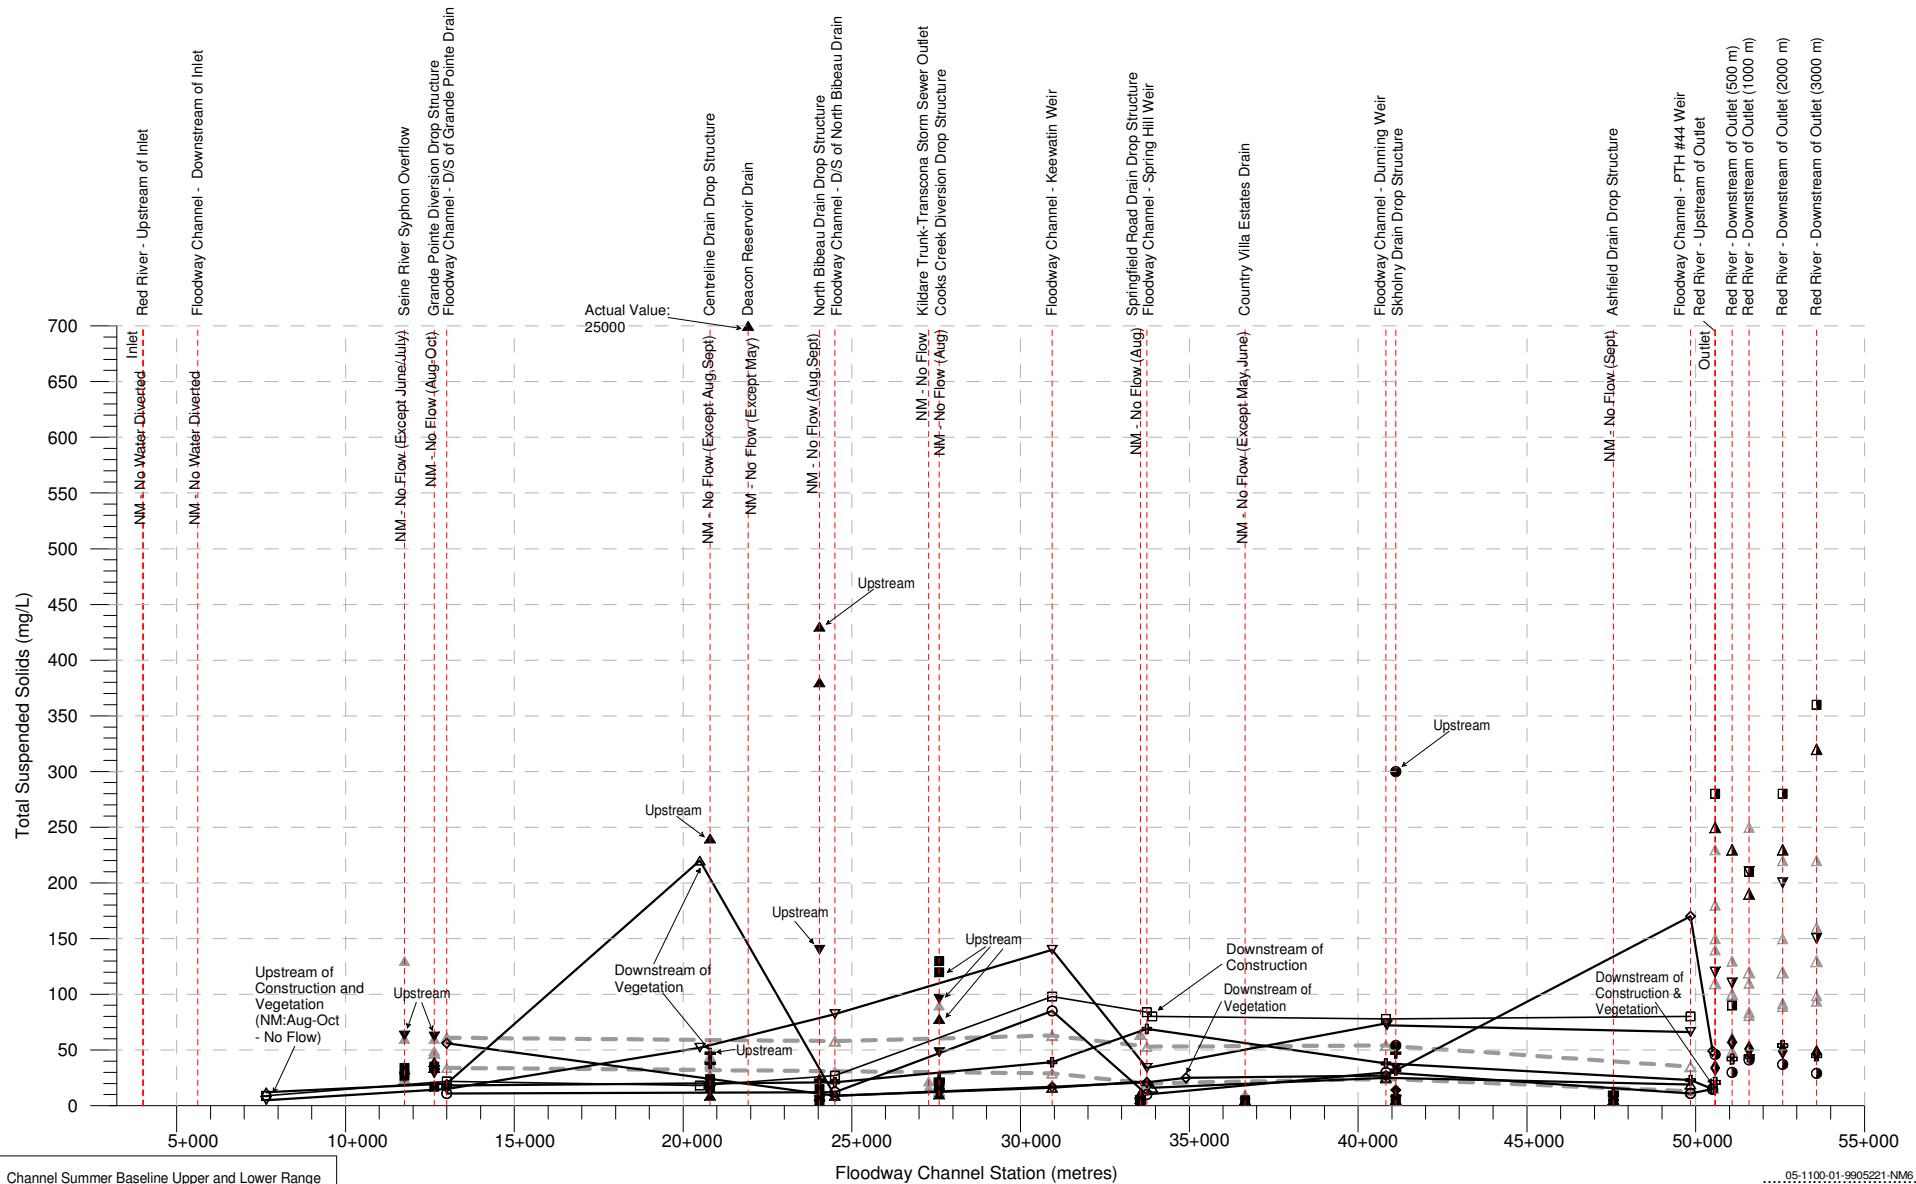 Red River - Upstream of Inlet
Floodway Channel - Downstream of Inlet
Seine River Syphon Overflow
Grande Pointe Diversion Drop Structure
Floodway Channel - D/S of Grande Pointe Drain
Centreline Drain Drop Structure
Deacon Reservoir Drain
North Bibeau Drain Drop Structure
Floodway Channel - D/S of North Bibeau Drain
Kildare Trunk-Transcona Storm Sewer Outlet
Cooks Creek Diversion Drop Structure
Floodway Channel - Keewatin Weir
Springfield Road Drain Drop Structure
Floodway Channel - Spring Hill Weir
Country Villa Estates Drain
Floodway Channel - Dunning Weir
Skholny Drain Drop Structure
Ashfield Drain Drop Structure
Floodway Channel - PTH #44 Weir
Red River - Upstream of Outlet
Red River - Downstream of Outlet (500 m)
Red River - Downstream of Outlet (1000 m)
Red River - Downstream of Outlet (2000 m)
Red River - Downstream of Outlet (3000 m)
Inlet
NM - No Water Diverted
NM - No Water Diverted
NM - No Flow (Except June/July)
NM - No Flow (Aug-Oct)
NM - No Flow (Except Aug,Sept)
NM - No Flow (Except May)
NM - No Flow (Aug,Sept)
NM - No Flow
NM - No Flow (Aug)
NM - No Flow (Aug)
NM - No Flow (Except May,June)
NM - No Flow (Sept)
Outlet
Actual Value:
25000
Upstream
Upstream
Upstream
Upstream
Upstream
Upstream
Upstream
Upstream of
Construction and
Vegetation
(NM:Aug-Oct
- No Flow)
Downstream of
Vegetation
Downstream of
Construction
Downstream of
Vegetation
Downstream of
Construction &
Vegetation
Total Suspended Solids (mg/L)
700
650
600
550
500
450
400
350
300
250
200
150
100
50
0
5+000
10+000
15+000
20+000
25+000
30+000
35+000
40+000
45+000
50+000
55+000
Floodway Channel Station (metres)
Channel Summer Baseline Upper and Lower Range
05-1100-01-9905221-NM6